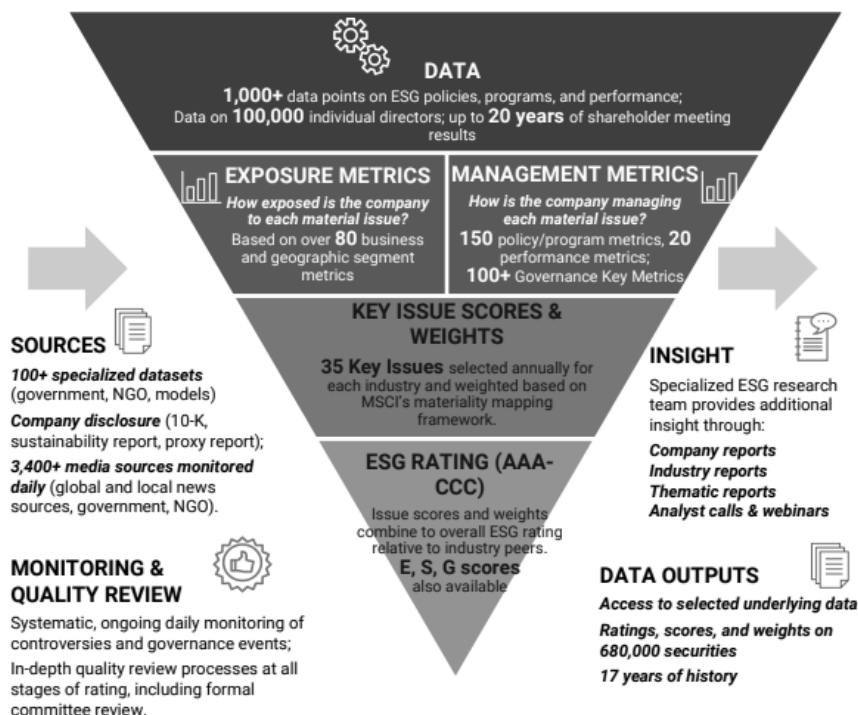 DATA
1,000+ data points on ESG policies, programs, and performance;
Data on 100,000 individual directors; up to 20 years of shareholder meeting
results
EXPOSURE METRICS
How exposed is the company
to each material issue?
Based on over 80 business
and geographic segment
metrics
MANAGEMENT METRICS
How is the company managing
each material issue?
150 policy/program metrics, 20
performance metrics;
100+ Governance Key Metrics
KEY ISSUE SCORES &
WEIGHTS
35 Key Issues selected annually for
each industry and weighted based on
MSCI's materiality mapping
framework.
ESG RATING (AAA-
CCC)
Issue scores and weights
combine to overall ESG rating
relative to industry peers.
E, S, G scores
also available
SOURCES
100+ specialized datasets
(government, NGO, models)
Company disclosure (10-K,
sustainability report, proxy report);
3,400+ media sources monitored
daily (global and local news
sources, government, NGO).
MONITORING &
QUALITY REVIEW
Systematic, ongoing daily monitoring of
controversies and governance events;
In-depth quality review processes at all
stages of rating, including formal
committee review.
INSIGHT
Specialized ESG research
team provides additional
insight through:
Company reports
Industry reports
Thematic reports
Analyst calls & webinars
DATA OUTPUTS
Access to selected underlying data
Ratings, scores, and weights on
680,000 securities
17 years of history